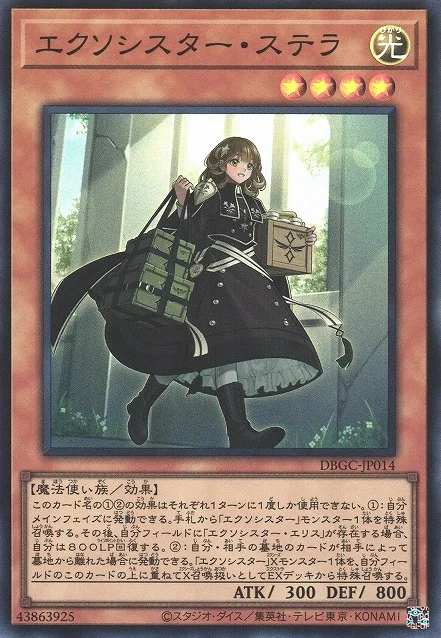 エクソシスター・ステラ
光
DBGC-JP014
【魔法使い族／効果】
このカード名の①②の効果はそれぞれ1ターンに1度しか使用できない。①：自分
メインフェイズに発動できる。手札から「エクソシスター」モンスター1体を特殊
召喚する。その後、自分フィールドに「エクソシスター・エリス」が存在する場合、
自分は800LP回復する。②：自分・相手の墓地のカードが相手によって
墓地から離れた場合に発動できる。「エクソシスター」Xモンスター1体を、自分フィ
ールドのこのカードの上に重ねてX召喚扱いとしてEXデッキから特殊召喚する。
ATK/ 300 DEF/ 800
43863925
©スタジオ・ダイス／集英社・テレビ東京・KONAMI